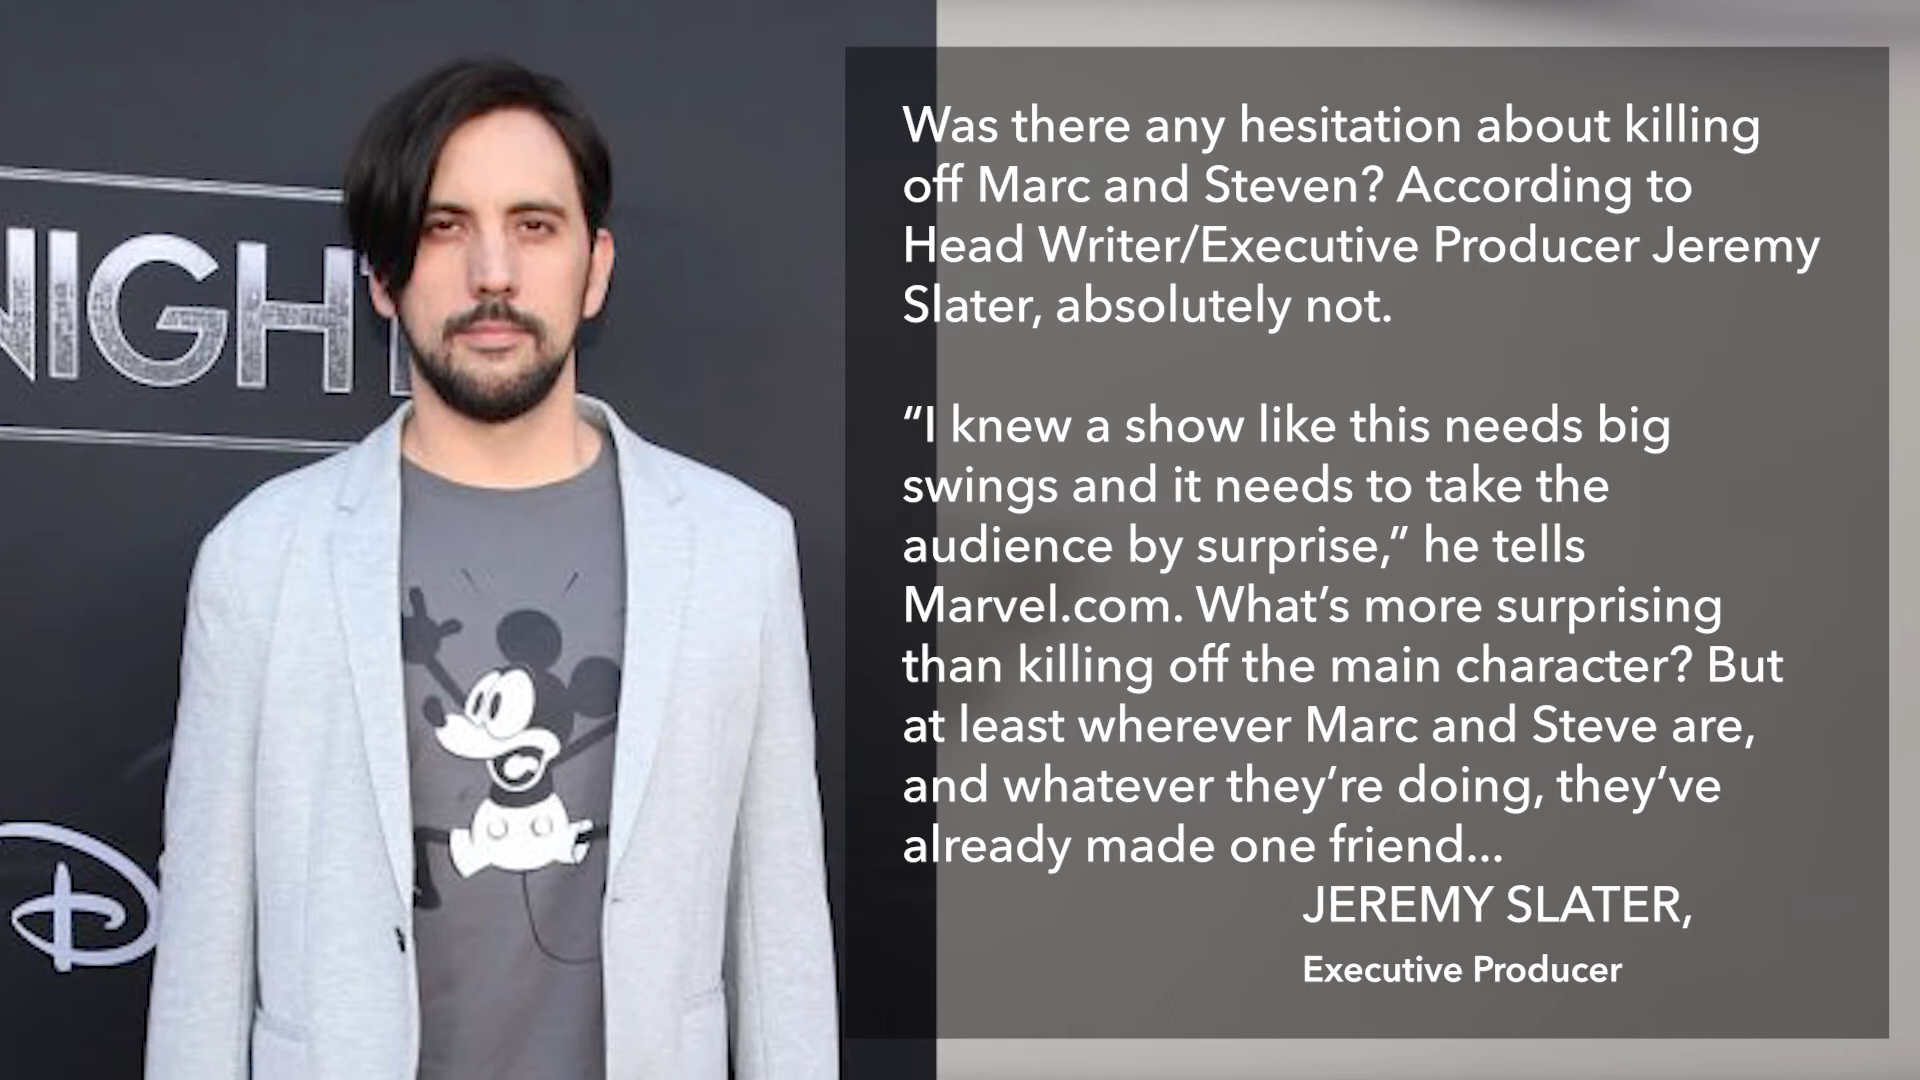 NIGHT
D
Was there any hesitation about killing
off Marc and Steven? According to
Head Writer/Executive Producer Jeremy
Slater, absolutely not.
“I knew a show like this needs big
swings and it needs to take the
audience by surprise,” he tells
Marvel.com. What’s more surprising
than killing off the main character? But
at least wherever Marc and Steve are,
and whatever they’re doing, they’ve
already made one friend...
JEREMY SLATER,
Executive Producer